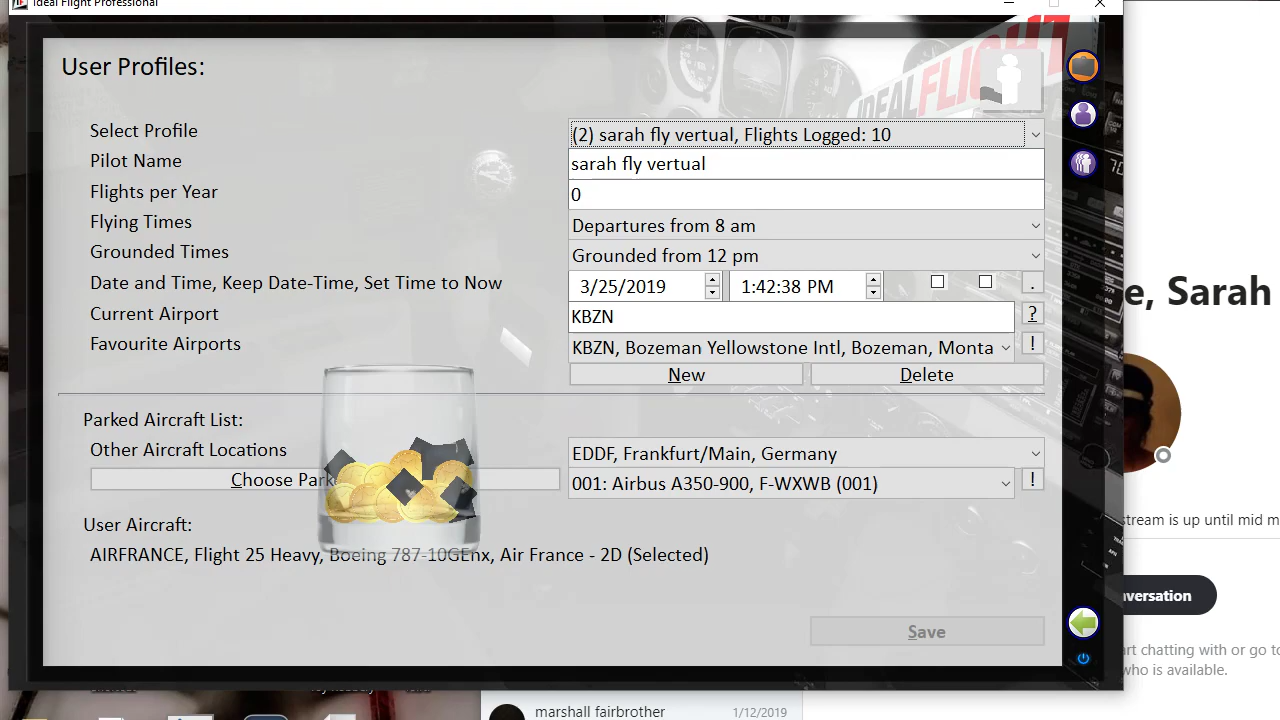 Ideal Flight Professional
IDEALFLIGHT
User Profiles:
Select Profile
(2) sarah fly vertual, Flights Logged: 10
Pilot Name
sarah fly vertual
Flights per Year
0
Flying Times
Departures from 8 am
Grounded Times
Grounded from 12 pm
Date and Time, Keep Date-Time, Set Time to Now
3/25/2019
1:42:38 PM
.
Current Airport
KBZN
?
Favourite Airports
KBZN, Bozeman Yellowstone Intl, Bozeman, Monta
!
New
Delete
Parked Aircraft List:
Other Aircraft Locations
EDDF, Frankfurt/Main, Germany
Choose Park
001: Airbus A350-900, F-WXWB (001)
!
User Aircraft:
AIRFRANCE, Flight 25 Heavy, Boeing 787-10GEnx, Air France - 2D (Selected)
Save
e, Sarah
stream is up until mid m
nversation
art chatting with or go to
who is available.
marshall fairbrother
1/12/2019